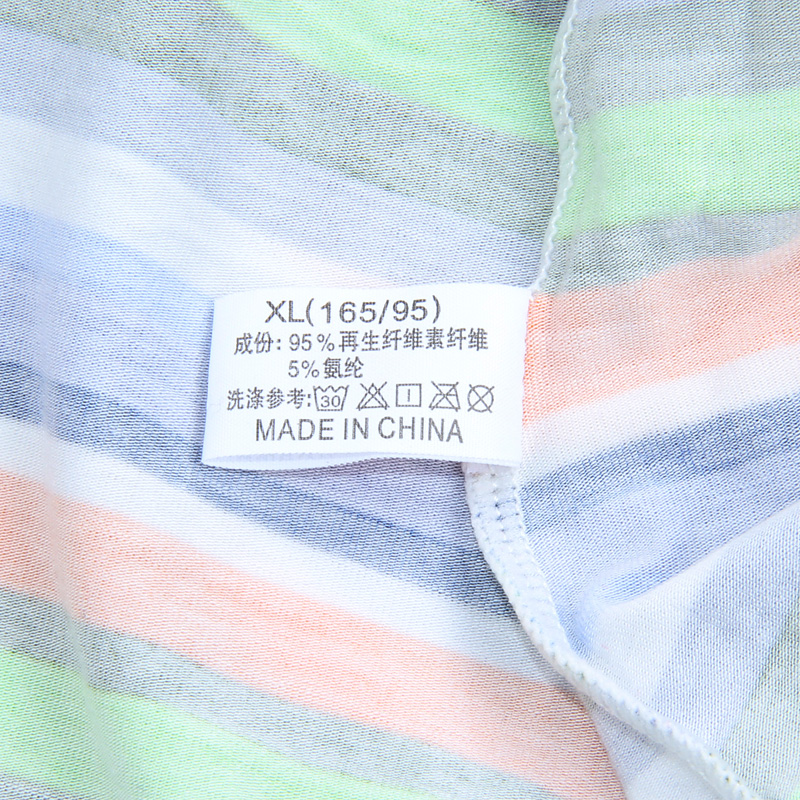 XL(165/95)
成份: 95%再生纤维素纤维
5%氨纶
洗涤参考: 30
MADE IN CHINA